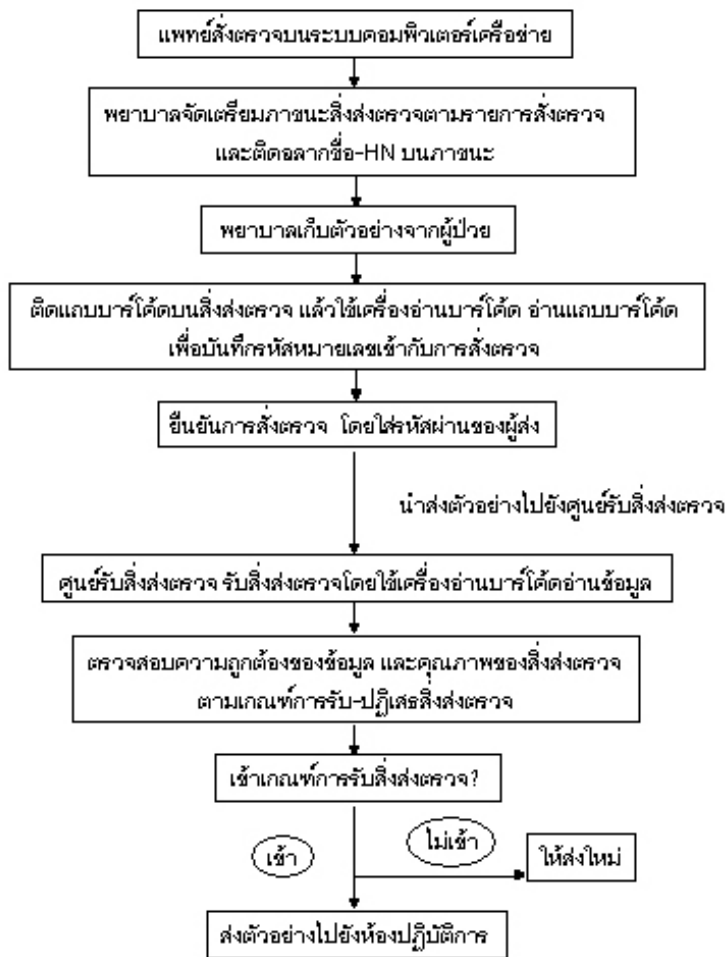 แพทย์สั่งตรวจบนระบบคอมพิวเตอร์เครือข่าย
พยาบาลจัดเตรียมภาชนะสิ่งส่งตรวจตามรายการสั่งตรวจ
และติดฉลากชื่อ-HN บนภาชนะ
พยาบาลเก็บตัวอย่างจากผู้ป่วย
ติดแถบบาร์โค้ดบนสิ่งส่งตรวจ แล้วใช้เครื่องอ่านบาร์โค้ด อ่านแถบบาร์โค้ด
เพื่อบันทึกรหัสหมายเลขเข้ากับการสั่งตรวจ
ยืนยันการสั่งตรวจ โดยใส่รหัสผ่านของผู้ส่ง
นำส่งตัวอย่างไปยังศูนย์รับสิ่งส่งตรวจ
ศูนย์รับสิ่งส่งตรวจ รับสิ่งส่งตรวจโดยใช้เครื่องอ่านบาร์โค้ดอ่านข้อมูล
ตรวจสอบความถูกต้องของข้อมูล และคุณภาพของสิ่งส่งตรวจ
ตามเกณฑ์การรับ-ปฏิเสธสิ่งส่งตรวจ
เข้าเกณฑ์การรับสิ่งส่งตรวจ?
เข้า
ไม่เข้า
ให้ส่งใหม่
ส่งตัวอย่างไปยังห้องปฏิบัติการ